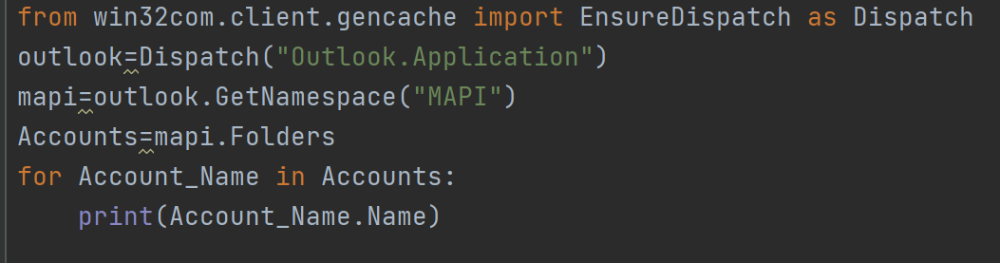 from win32com.client.gencache import EnsureDispatch as Dispatch
outlook=Dispatch("Outlook.Application")
mapi=outlook.GetNamespace("MAPI")
Accounts=mapi.Folders
for Account_Name in Accounts:
    print(Account_Name.Name)